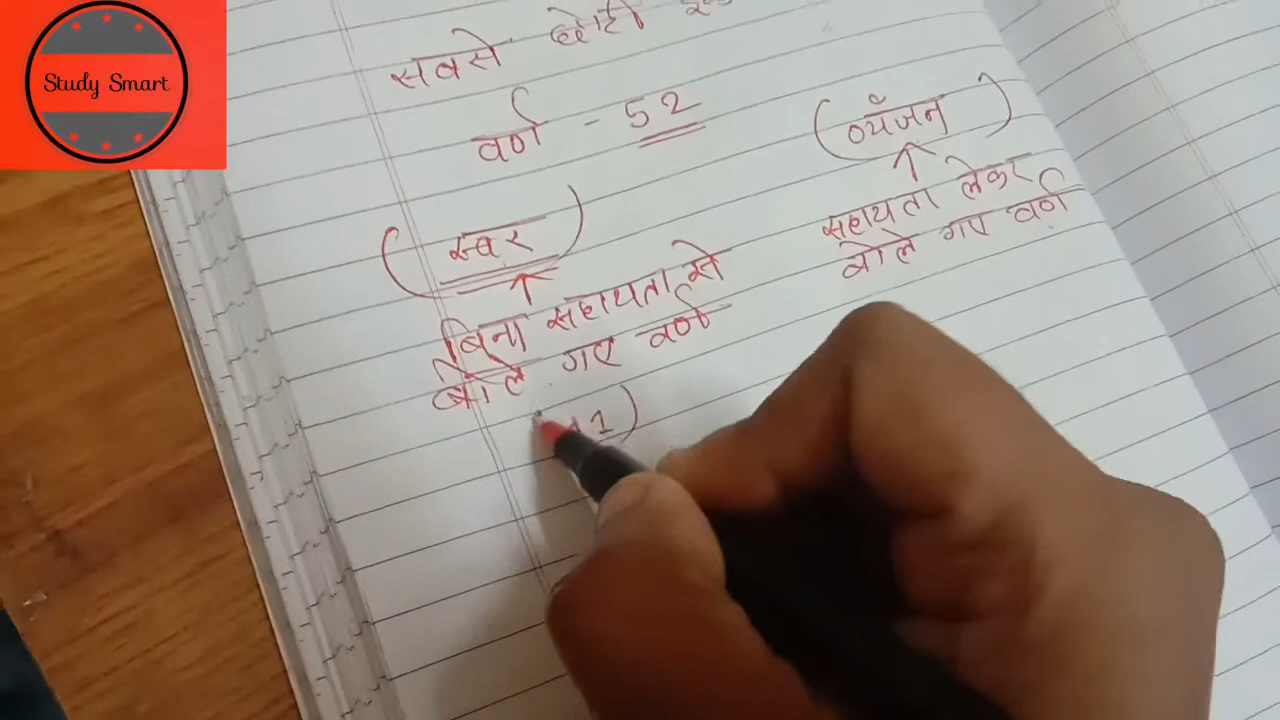 Study Smart
सबसे छोटी
वर्ण - 52
(व्यँजन)
सहायता लेकर
बोले गए वर्ण
(स्वर)
बिना सहायता से
बोले गए वर्ण